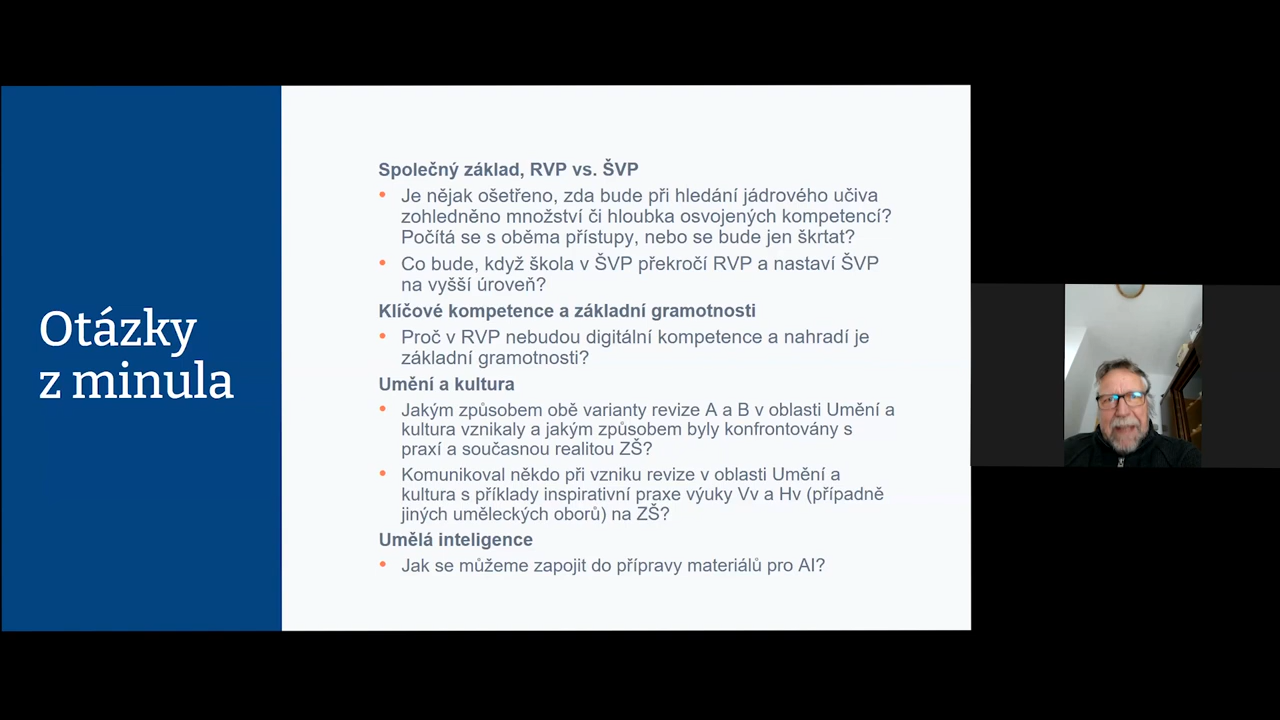 Otázky
z minula
Společný základ, RVP vs. ŠVP
• Je nějak ošetřeno, zda bude při hledání jádrového učiva
zohledněno množství či hloubka osvojených kompetencí?
Počítá se s oběma přístupy, nebo se bude jen škrtat?
• Co bude, když škola v ŠVP překročí RVP a nastaví ŠVP
na vyšší úroveň?
Klíčové kompetence a základní gramotnosti
• Proč v RVP nebudou digitální kompetence a nahradí je
základní gramotnosti?
Umění a kultura
• Jakým způsobem obě varianty revize A a B v oblasti Umění a
kultura vznikaly a jakým způsobem byly konfrontovány s
praxí a současnou realitou ZŠ?
• Komunikoval někdo při vzniku revize v oblasti Umění a
kultura s příklady inspirativní praxe výuky Vv a Hv (případně
jiných uměleckých oborů) na ZŠ?
Umělá inteligence
• Jak se můžeme zapojit do přípravy materiálů pro AI?